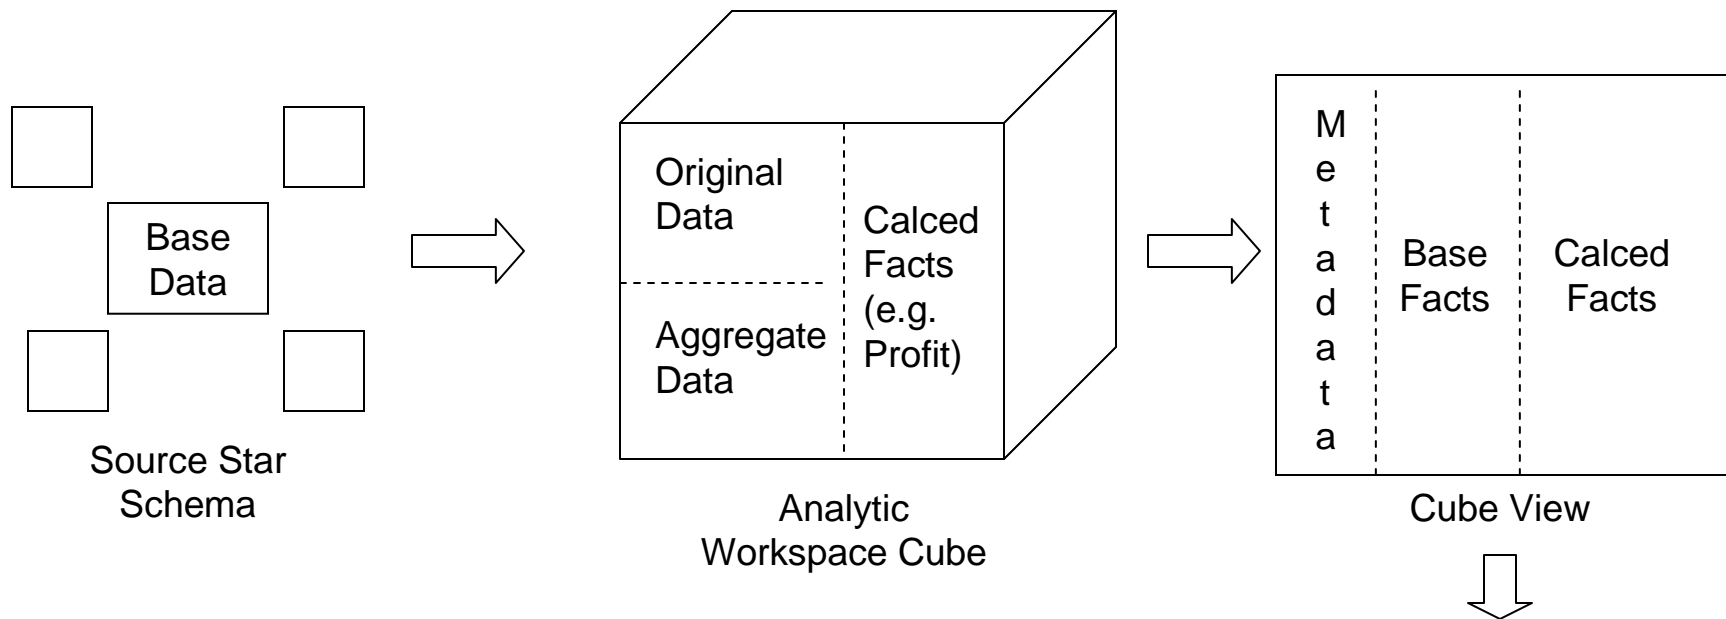 Base
Data
Source Star
Schema
Original
Data
Aggregate
Data
Calced
Facts
(e.g.
Profit)
Analytic
Workspace Cube
M
e
t
a
d
a
t
a
Base
Facts
Calced
Facts
Cube View